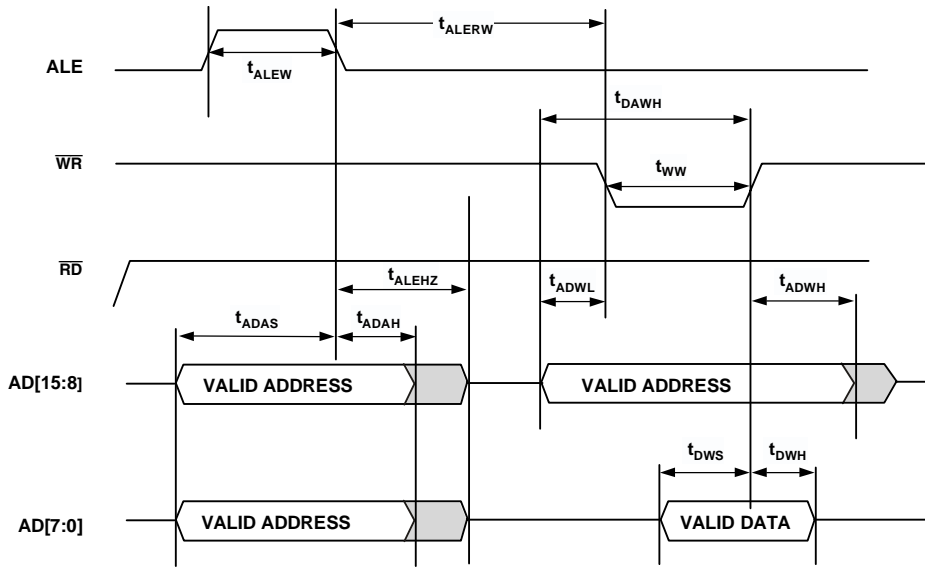 tALERW
ALE
tALEW
tDAWH
WR
tWW
RD
tALEHZ
tADWL
tADWH
tADAS
tADAH
AD[15:8]
VALID ADDRESS
VALID ADDRESS
tDWS
tDWH
AD[7:0]
VALID ADDRESS
VALID DATA